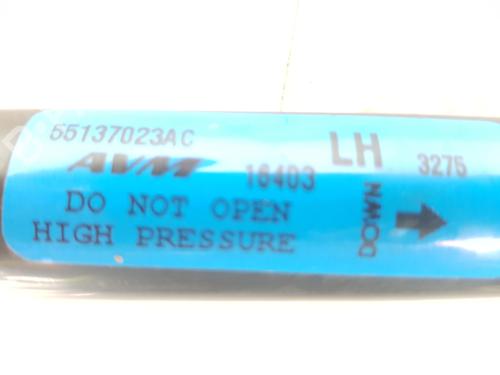 55137023AC
AVM 16403
DO NOT OPEN
HIGH PRESSURE
LH 3275
DOWN